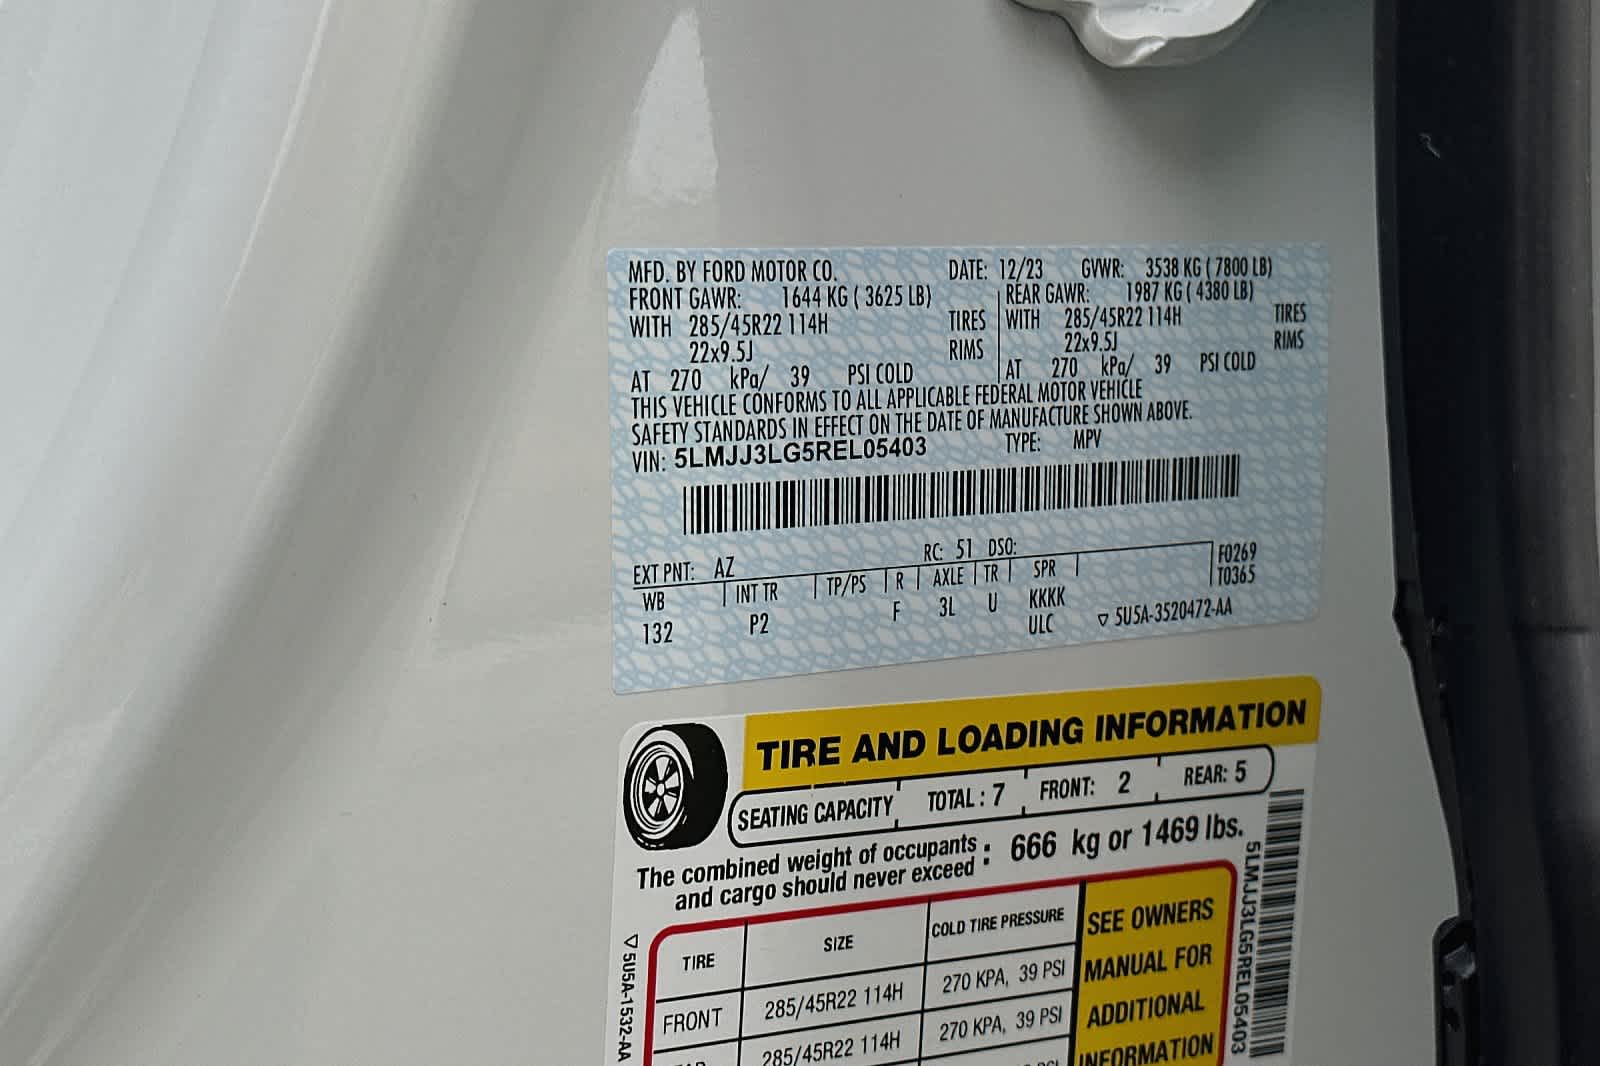 MFD. BY FORD MOTOR CO. DATE: 12/23 GVWR: 3538 KG ( 7800 LB)
FRONT GAWR: 1644 KG ( 3625 LB) REAR GAWR: 1987 KG ( 4380 LB)
WITH 285/45R22 114H TIRES WITH 285/45R22 114H TIRES
22x9.5J RIMS 22x9.5J RIMS
AT 270 kPa/ 39 PSI COLD AT 270 kPa/ 39 PSI COLD
THIS VEHICLE CONFORMS TO ALL APPLICABLE FEDERAL MOTOR VEHICLE
SAFETY STANDARDS IN EFFECT ON THE DATE OF MANUFACTURE SHOWN ABOVE.
VIN: 5LMJJ3LG5REL05403 TYPE: MPV
EXT PNT: AZ RC: 51 DSO: F0269
WB INT TR TP/PS R AXLE TR SPR T0365
132 P2 F 3L U KKKK
ULC ▽ 5U5A-3520472-AA
TIRE AND LOADING INFORMATION
SEATING CAPACITY TOTAL : 7 FRONT: 2 REAR: 5
The combined weight of occupants and cargo should never exceed : 666 kg or 1469 lbs.
TIRE SIZE COLD TIRE PRESSURE
FRONT 285/45R22 114H 270 KPA, 39 PSI
285/45R22 114H 270 KPA, 39 PSI
SEE OWNERS
MANUAL FOR
ADDITIONAL
INFORMATION
▽ 5U5A-1532-AA
5LMJJ3LG5REL05403